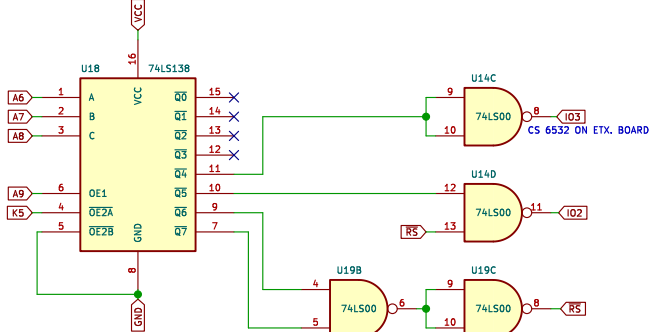 VCC
16
U18
74LS138
A6
1
A
VCC
Q0
15
A7
2
B
Q1
14
A8
3
C
Q2
13
Q3
12
Q4
11
A9
6
OE1
Q5
10
K5
4
OE2A
Q6
9
5
OE2B
GND
Q7
7
8
GND
U14C
9
10
74LS00
8
IO3
CS 6532 ON ETX. BOARD
U14D
12
RS
13
74LS00
11
IO2
U19B
4
5
74LS00
6
U19C
9
10
74LS00
8
RS